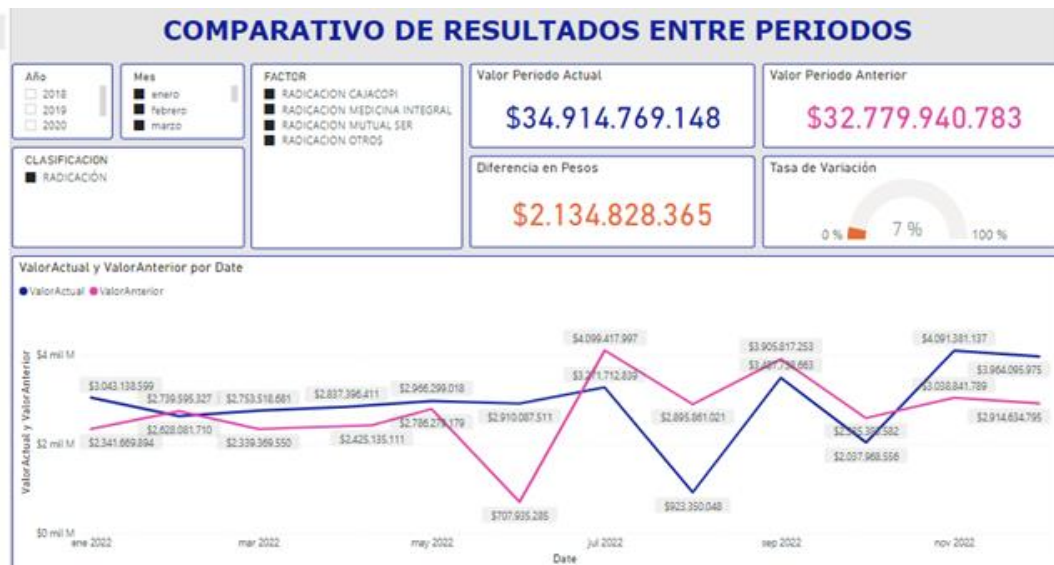 COMPARATIVO DE RESULTADOS ENTRE PERIODOS
Año
2018
2019
2020
Mes
enero
febrero
marzo
FACTOR
RADICACION CAJACOPI
RADICACION MEDICINA INTEGRAL
RADICACION MUTUAL SER
RADICACION OTROS
Valor Periodo Actual
$34.914.769.148
Valor Periodo Anterior
$32.779.940.783
CLASIFICACION
RADICACIÓN
Diferencia en Pesos
$2.134.828.365
Tasa de Variación
0 %
7 %
100 %
ValorActual y ValorAnterior por Date
ValorActual
ValorAnterior
ValorActual y ValorAnterior
$4 mil M
$2 mil M
$0 mil M
$3.043.138.599
$2.341.669.894
$2.739.595.327
$2.628.081.710
$2.753.518.681
$2.339.369.550
$2.837.396.411
$2.425.135.111
$2.966.299.018
$2.910.087.511
$707.935.285
$4.099.417.997
$2.895.861.021
$923.350.048
$3.905.817.253
$2.037.968.556
$4.091.381.137
$3.038.841.789
$3.964.095.975
$2.914.634.795
ene 2022
mar 2022
may 2022
jul 2022
sep 2022
nov 2022
Date